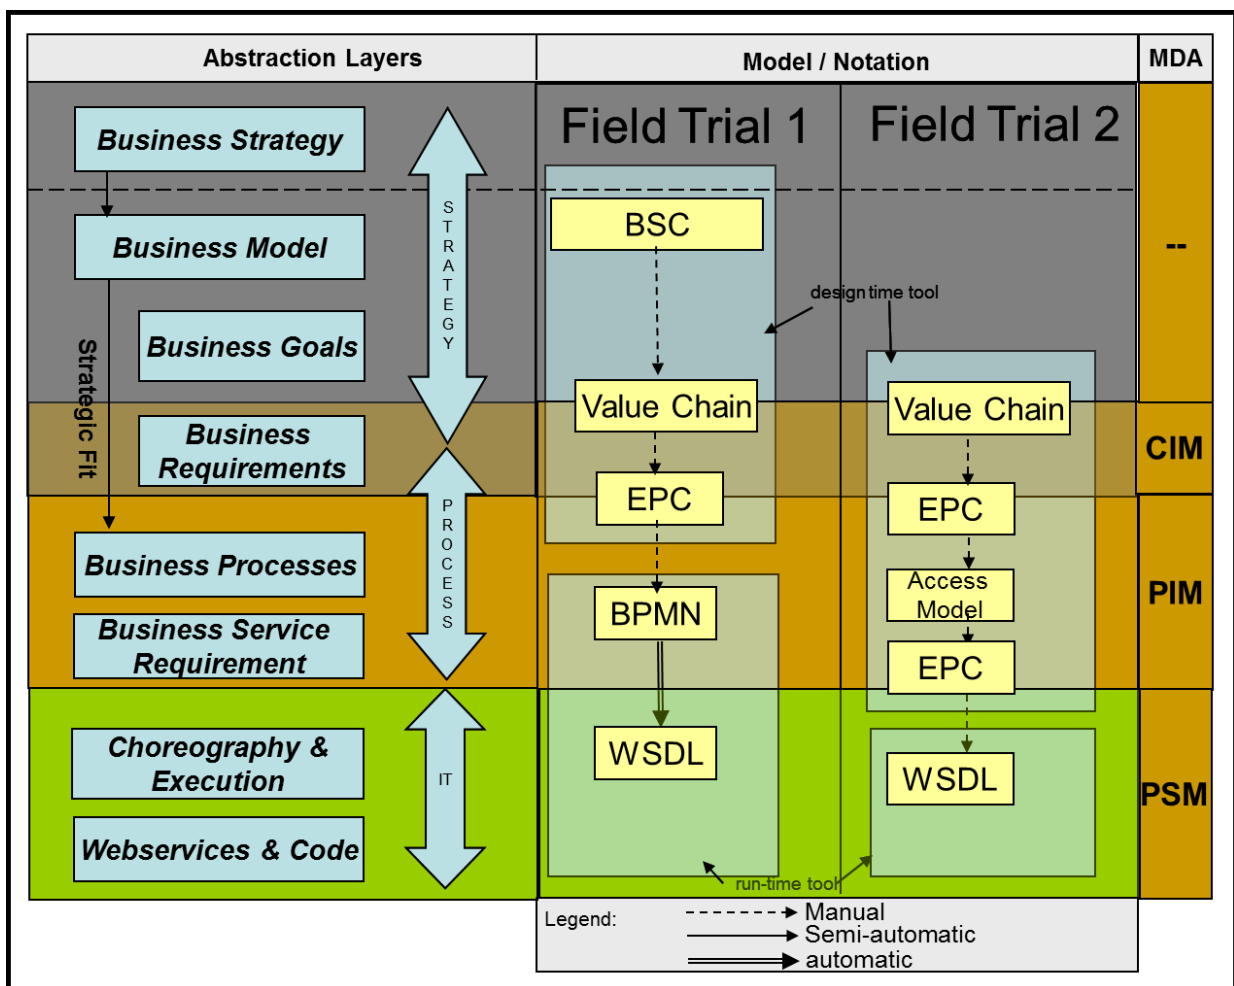 Abstraction Layers
Model / Notation
MDA
Business Strategy
Business Model
Business Goals
Business
Requirements
Business Processes
Business Service
Requirement
Choreography &
Execution
Webservices & Code
Strategic Fit
STRATEGY
PROCESS
IT
Field Trial 1
BSC
Value Chain
EPC
BPMN
WSDL
Field Trial 2
design time tool
Value Chain
EPC
Access
Model
EPC
WSDL
run-time tool
--
CIM
PIM
PSM
Legend:
Manual
Semi-automatic
automatic